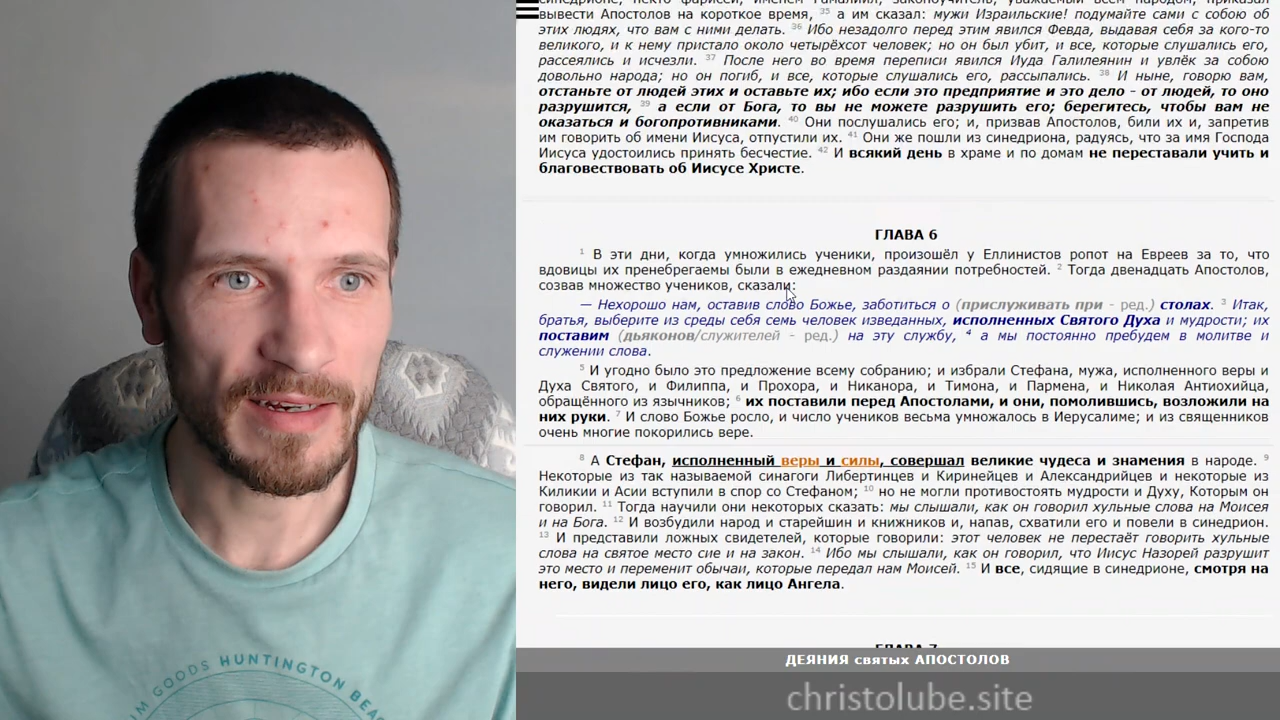 синедрионе, некто фарисей, именем Гамалиил, законоучитель, уважаемый всем народом, приказал
вывести Апостолов на короткое время, 35 а им сказал: мужи Израильские! подумайте сами с собою об
этих людях, что вам с ними делать. 36 Ибо незадолго перед этим явился Февда, выдавая себя за кого-то
великого, и к нему пристало около четырёхсот человек; но он был убит, и все, которые слушались его,
рассеялись и исчезли. 37 После него во время переписи явился Иуда Галилеянин и увлёк за собою
довольно народа; но он погиб, и все, которые слушались его, рассыпались. 38 И ныне, говорю вам,
отстаньте от людей этих и оставьте их; ибо если это предприятие и это дело - от людей, то оно
разрушится, 39 а если от Бога, то вы не можете разрушить его; берегитесь, чтобы вам не
оказаться и богопротивниками. 40 Они послушались его; и, призвав Апостолов, били их и, запретив
им говорить об имени Иисуса, отпустили их. 41 Они же пошли из синедриона, радуясь, что за имя Господа
Иисуса удостоились принять бесчестие. 42 И всякий день в храме и по домам не переставали учить и
благовествовать об Иисусе Христе.
ГЛАВА 6
1 В эти дни, когда умножились ученики, произошёл у Еллинистов ропот на Евреев за то, что
вдовицы их пренебрегаемы были в ежедневном раздаянии потребностей. 2 Тогда двенадцать Апостолов,
созвав множество учеников, сказали:
— Нехорошо нам, оставив слово Божье, заботиться о (прислуживать при - ред.) столах. 3 Итак,
братья, выберите из среды себя семь человек изведанных, исполненных Святого Духа и мудрости; их
поставим (дьяконов/служителей - ред.) на эту службу, 4 а мы постоянно пребудем в молитве и
служении слова.
5 И угодно было это предложение всему собранию; и избрали Стефана, мужа, исполненного веры и
Духа Святого, и Филиппа, и Прохора, и Никанора, и Тимона, и Пармена, и Николая Антиохийца,
обращённого из язычников; 6 их поставили перед Апостолами, и они, помолившись, возложили на
них руки. 7 И слово Божье росло, и число учеников весьма умножалось в Иерусалиме; и из священников
очень многие покорились вере.
8 А Стефан, исполненный веры и силы, совершал великие чудеса и знамения в народе. 9
Некоторые из так называемой синагоги Либертинцев и Киринейцев и Александрийцев и некоторые из
Киликии и Асии вступили в спор со Стефаном; 10 но не могли противостоять мудрости и Духу, Которым он
говорил. 11 Тогда научили они некоторых сказать: мы слышали, как он говорил хульные слова на Моисея
и на Бога. 12 И возбудили народ и старейшин и книжников и, напав, схватили его и повели в синедрион.
13 И представили ложных свидетелей, которые говорили: этот человек не перестаёт говорить хульные
слова на святое место сие и на закон. 14 Ибо мы слышали, как он говорил, что Иисус Назорей разрушит
это место и переменит обычаи, которые передал нам Моисей. 15 И все, сидящие в синедрионе, смотря на
него, видели лицо его, как лицо Ангела.
ГЛАВА 7
ДЕЯНИЯ святых АПОСТОЛОВ
christolube.site
GOODS HUNTINGTON